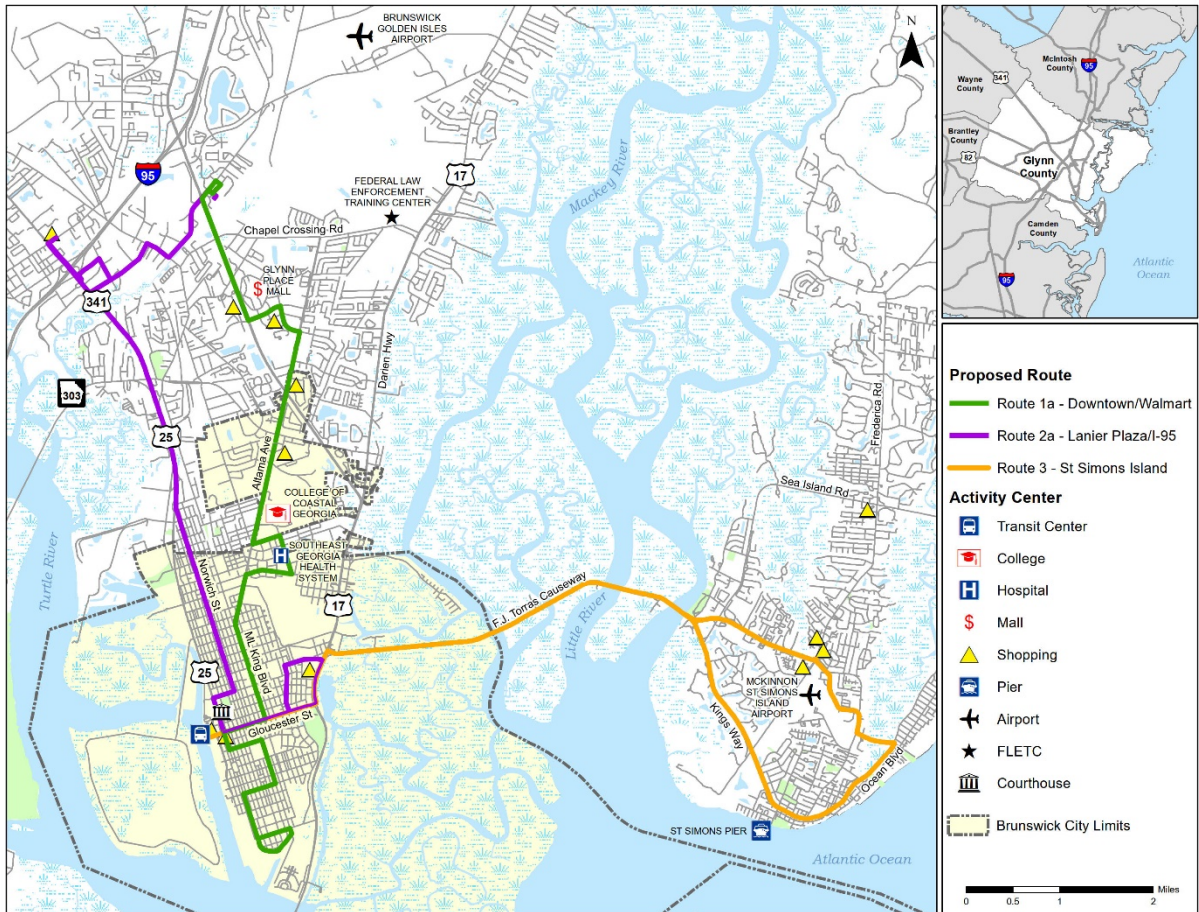 BRUNSWICK
GOLDEN ISLES
AIRPORT
N
95
17
FEDERAL LAW
ENFORCEMENT
TRAINING CENTER
Chapel Crossing Rd
Mackey River
341
GLYNN
PLACE
MALL
303
25
Darien Hwy
Altama Ave
Frederica Rd
Sea Island Rd
COLLEGE OF
COASTAL
GEORGIA
SOUTHEAST
GEORGIA
HEALTH
SYSTEM
Turtle River
Norwich St
17
F.J. Torras Causeway
Little River
ML King Blvd
25
MCKINNON
ST SIMONS
ISLAND
AIRPORT
Kings Way
Gloucester St
Ocean Blvd
ST SIMONS PIER
Atlantic Ocean
McIntosh
County
95
Wayne
County
341
Brantley
County
82
Glynn
County
Camden
County
95
Atlantic
Ocean
Proposed Route
Route 1a - Downtown/Walmart
Route 2a - Lanier Plaza/I-95
Route 3 - St Simons Island
Activity Center
Transit Center
College
H Hospital
$ Mall
Shopping
Pier
Airport
FLETC
Courthouse
Brunswick City Limits
Miles
0 0.5 1 2